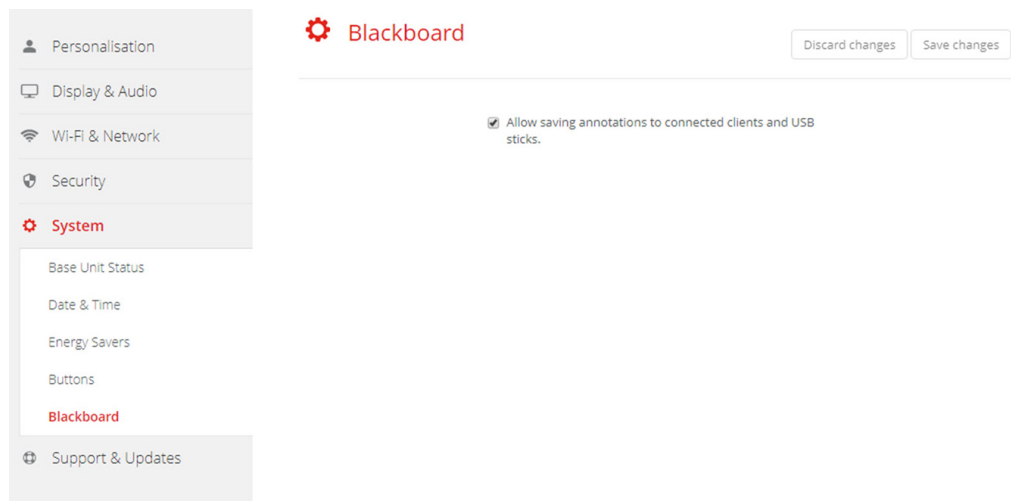 Personalisation
Display & Audio
Wi-Fi & Network
Security
System
Base Unit Status
Date & Time
Energy Savers
Buttons
Blackboard
Support & Updates
Blackboard
Discard changes
Save changes
Allow saving annotations to connected clients and USB
sticks.